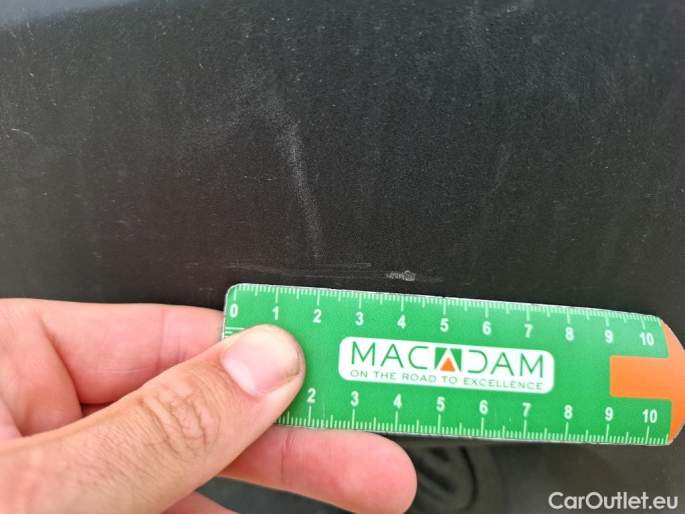 0 1 2 3 4 5 6 7 8 9 10
MACADAM
ON THE ROAD TO EXCELLENCE
2 3 4 5 6 7 8 9 10
CarOutlet.eu